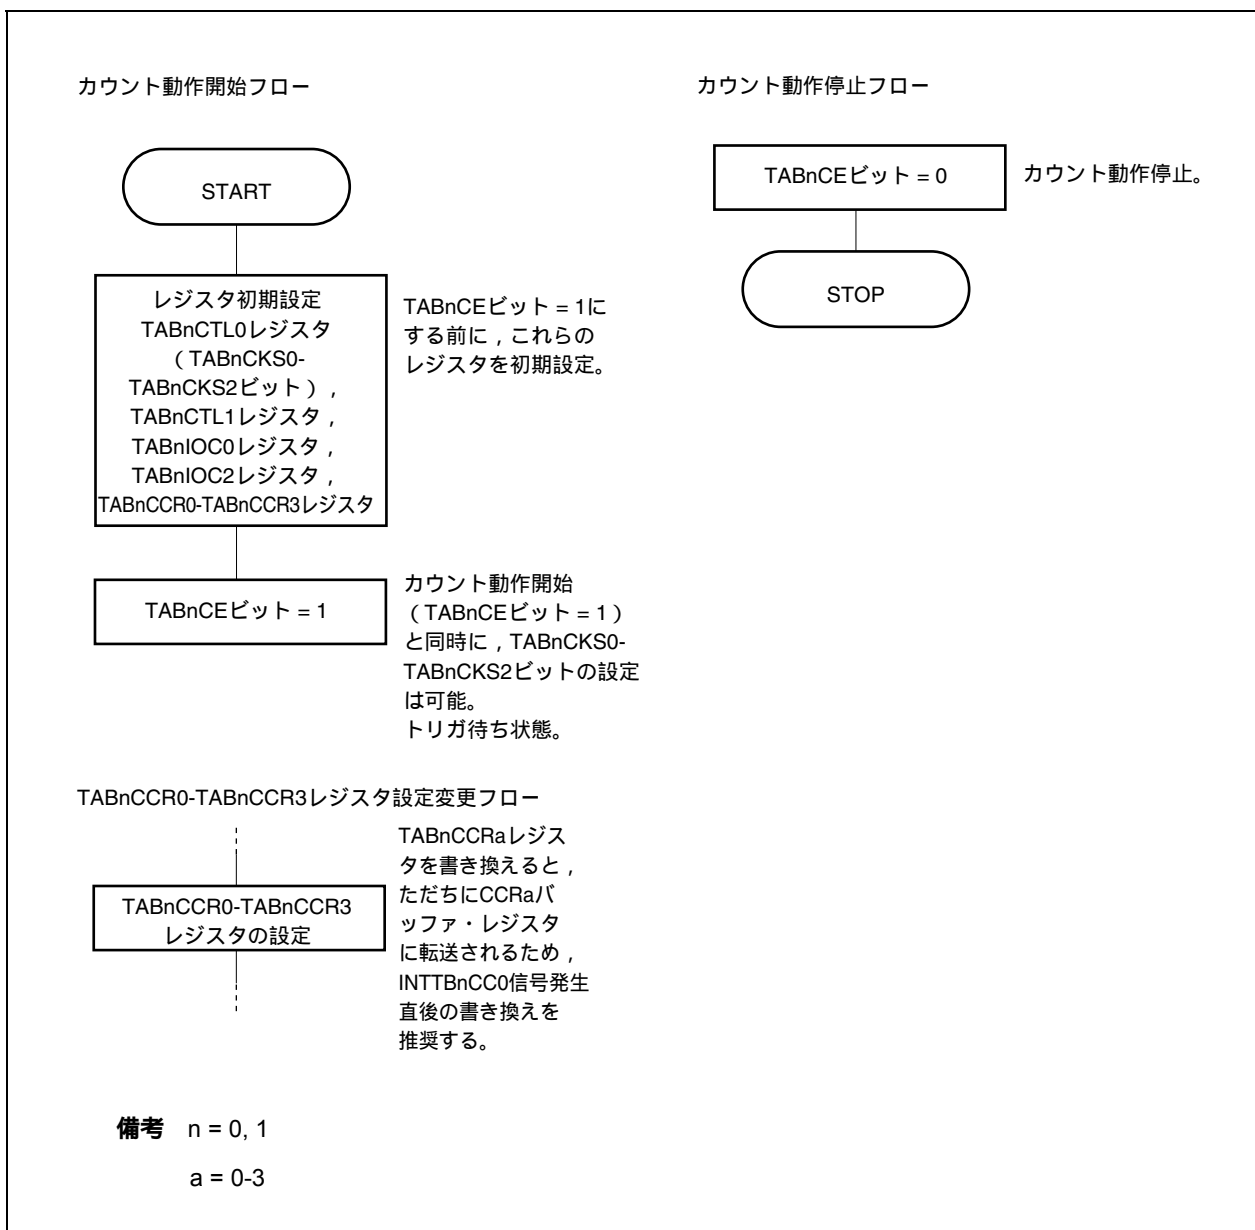 カウント動作開始フロー
START
レジスタ初期設定
TABnCTL0レジスタ
（TABnCKS0-
TABnCKS2ビット），
TABnCTL1レジスタ，
TABnIOC0レジスタ，
TABnIOC2レジスタ，
TABnCCR0-TABnCCR3レジスタ
TABnCEビット = 1に
する前に，これらの
レジスタを初期設定。
TABnCEビット = 1
カウント動作開始
（TABnCEビット = 1）
と同時に，TABnCKS0-
TABnCKS2ビットの設定
は可能。
トリガ待ち状態。
TABnCCR0-TABnCCR3レジスタ設定変更フロー
TABnCCR0-TABnCCR3
レジスタの設定
TABnCCRaレジス
タを書き換えると，
ただちにCCRaバ
ッファ・レジスタ
に転送されるため，
INTTBnCC0信号発生
直後の書き換えを
推奨する。
カウント動作停止フロー
TABnCEビット = 0
カウント動作停止。
STOP
備考 n = 0, 1
a = 0-3